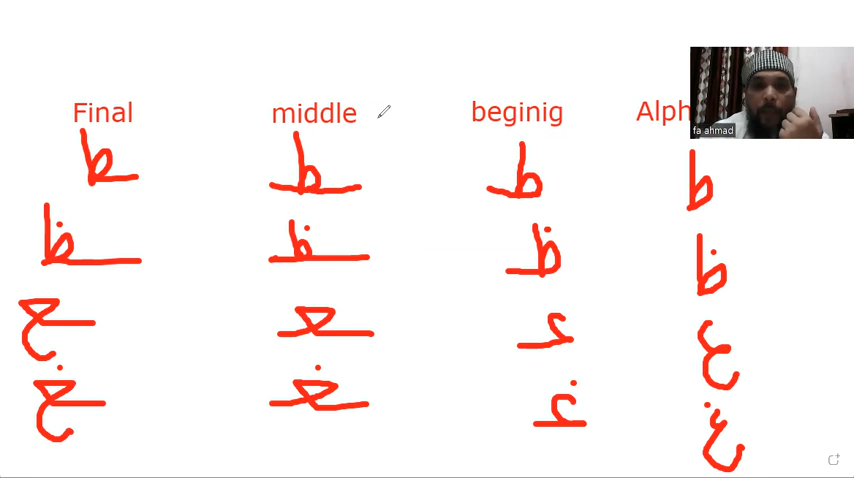 Final middle beginig Alph
fa ahmad
ـط ـطـ طـ ط
ـظ ـظـ ظـ ظ
ـع ـعـ عـ ع
ـغ ـغـ غـ غ